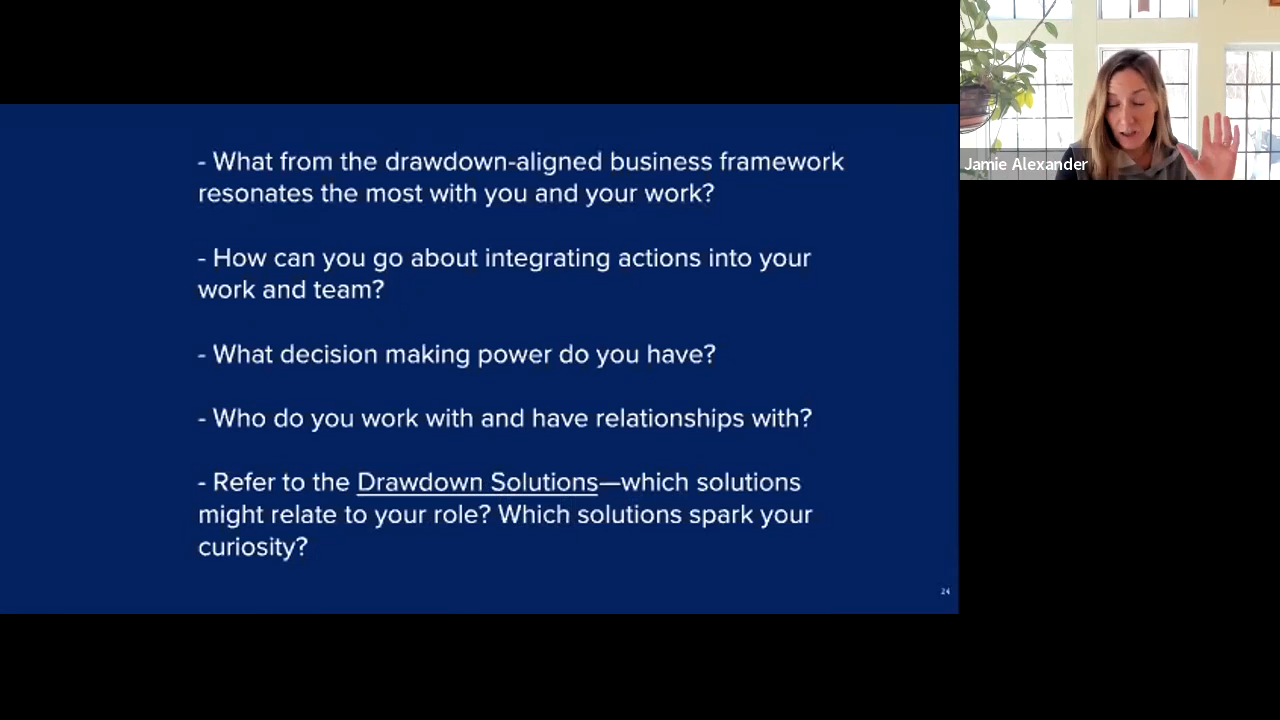 - What from the drawdown-aligned business framework
resonates the most with you and your work?
- How can you go about integrating actions into your
work and team?
- What decision making power do you have?
- Who do you work with and have relationships with?
- Refer to the Drawdown Solutions—which solutions
might relate to your role? Which solutions spark your
curiosity?
24
Jamie Alexander